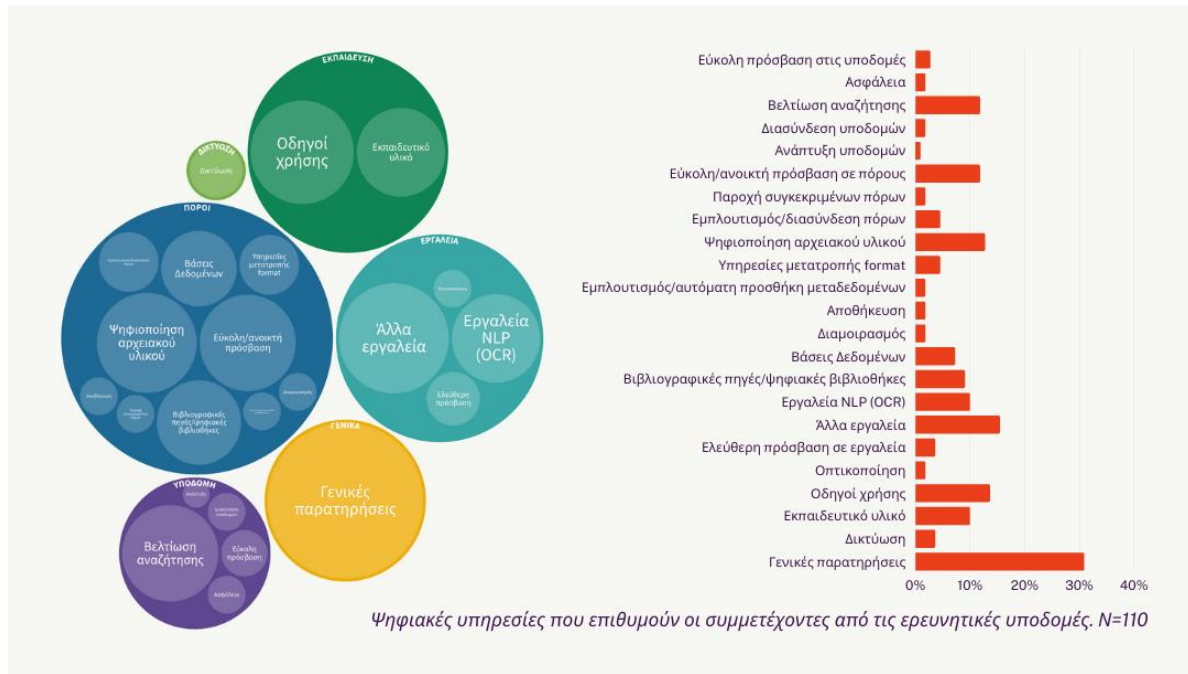 ΕΚΠΑΙΔΕΥΣΗ
Οδηγοί
χρήσης
Εκπαιδευτικό
υλικό
ΔΙΚΤΥΩΣΗ
Δικτύωση
ΠΟΡΟΙ
Βάσεις
Δεδομένων
Υπηρεσίες
μετατροπής
format
Ψηφιοποίηση
αρχειακού
υλικού
Εύκολη/ανοικτή
πρόσβαση
Βιβλιογραφικές
πηγές/ψηφιακές
βιβλιοθήκες
ΕΡΓΑΛΕΙΑ
Άλλα
εργαλεία
Εργαλεία
NLP
(OCR)
Ελεύθερη
πρόσβαση
ΓΕΝΙΚΑ
Γενικές
παρατηρήσεις
ΥΠΟΔΟΜΗ
Βελτίωση
αναζήτησης
Εύκολη
πρόσβαση
Ασφάλεια
Εύκολη πρόσβαση στις υποδομές
Ασφάλεια
Βελτίωση αναζήτησης
Διασύνδεση υποδομών
Ανάπτυξη υποδομών
Εύκολη/ανοικτή πρόσβαση σε πόρους
Παροχή συγκεκριμένων πόρων
Εμπλουτισμός/διασύνδεση πόρων
Ψηφιοποίηση αρχειακού υλικού
Υπηρεσίες μετατροπής format
Εμπλουτισμός/αυτόματη προσθήκη μεταδεδομένων
Αποθήκευση
Διαμοιρασμός
Βάσεις Δεδομένων
Βιβλιογραφικές πηγές/ψηφιακές βιβλιοθήκες
Εργαλεία NLP (OCR)
Άλλα εργαλεία
Ελεύθερη πρόσβαση σε εργαλεία
Οπτικοποίηση
Οδηγοί χρήσης
Εκπαιδευτικό υλικό
Δικτύωση
Γενικές παρατηρήσεις
0% 10% 20% 30% 40%
Ψηφιακές υπηρεσίες που επιθυμούν οι συμμετέχοντες από τις ερευνητικές υποδομές. N=110